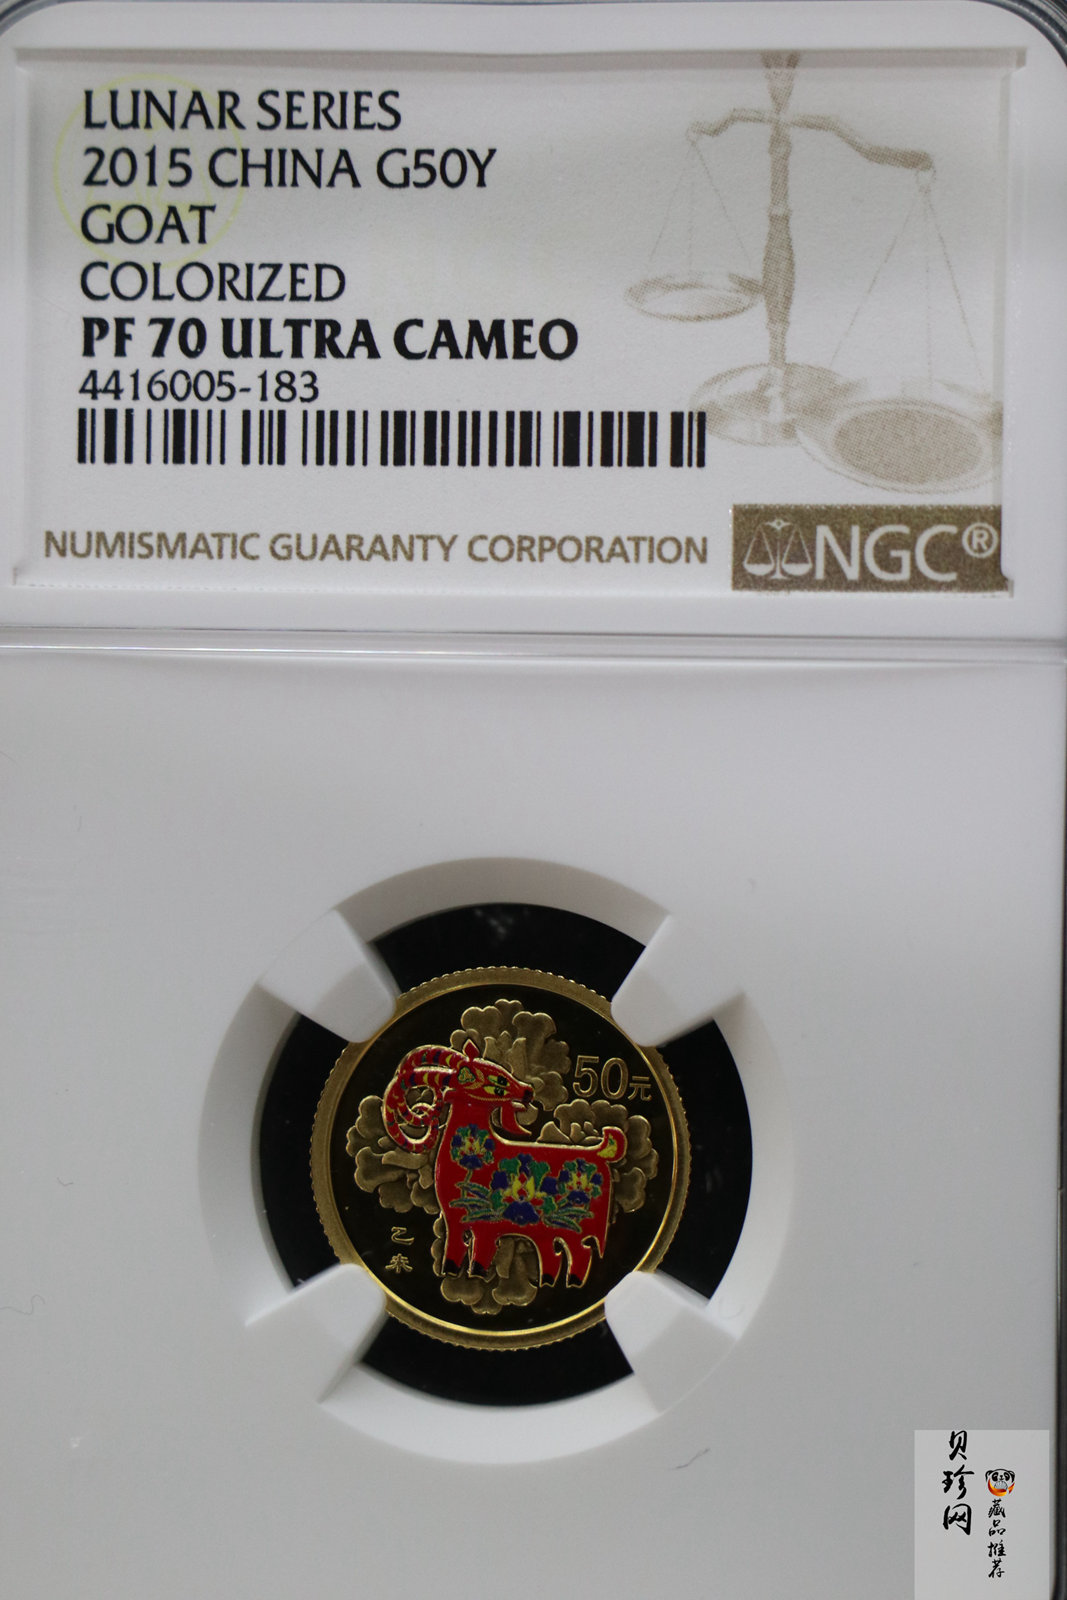 LUNAR SERIES
2015 CHINA G50Y
GOAT
COLORIZED
PF 70 ULTRA CAMEO
4416005-183
NUMISMATIC GUARANTY CORPORATION
NGC®
50元
乙未
贝珍网
藏品推荐